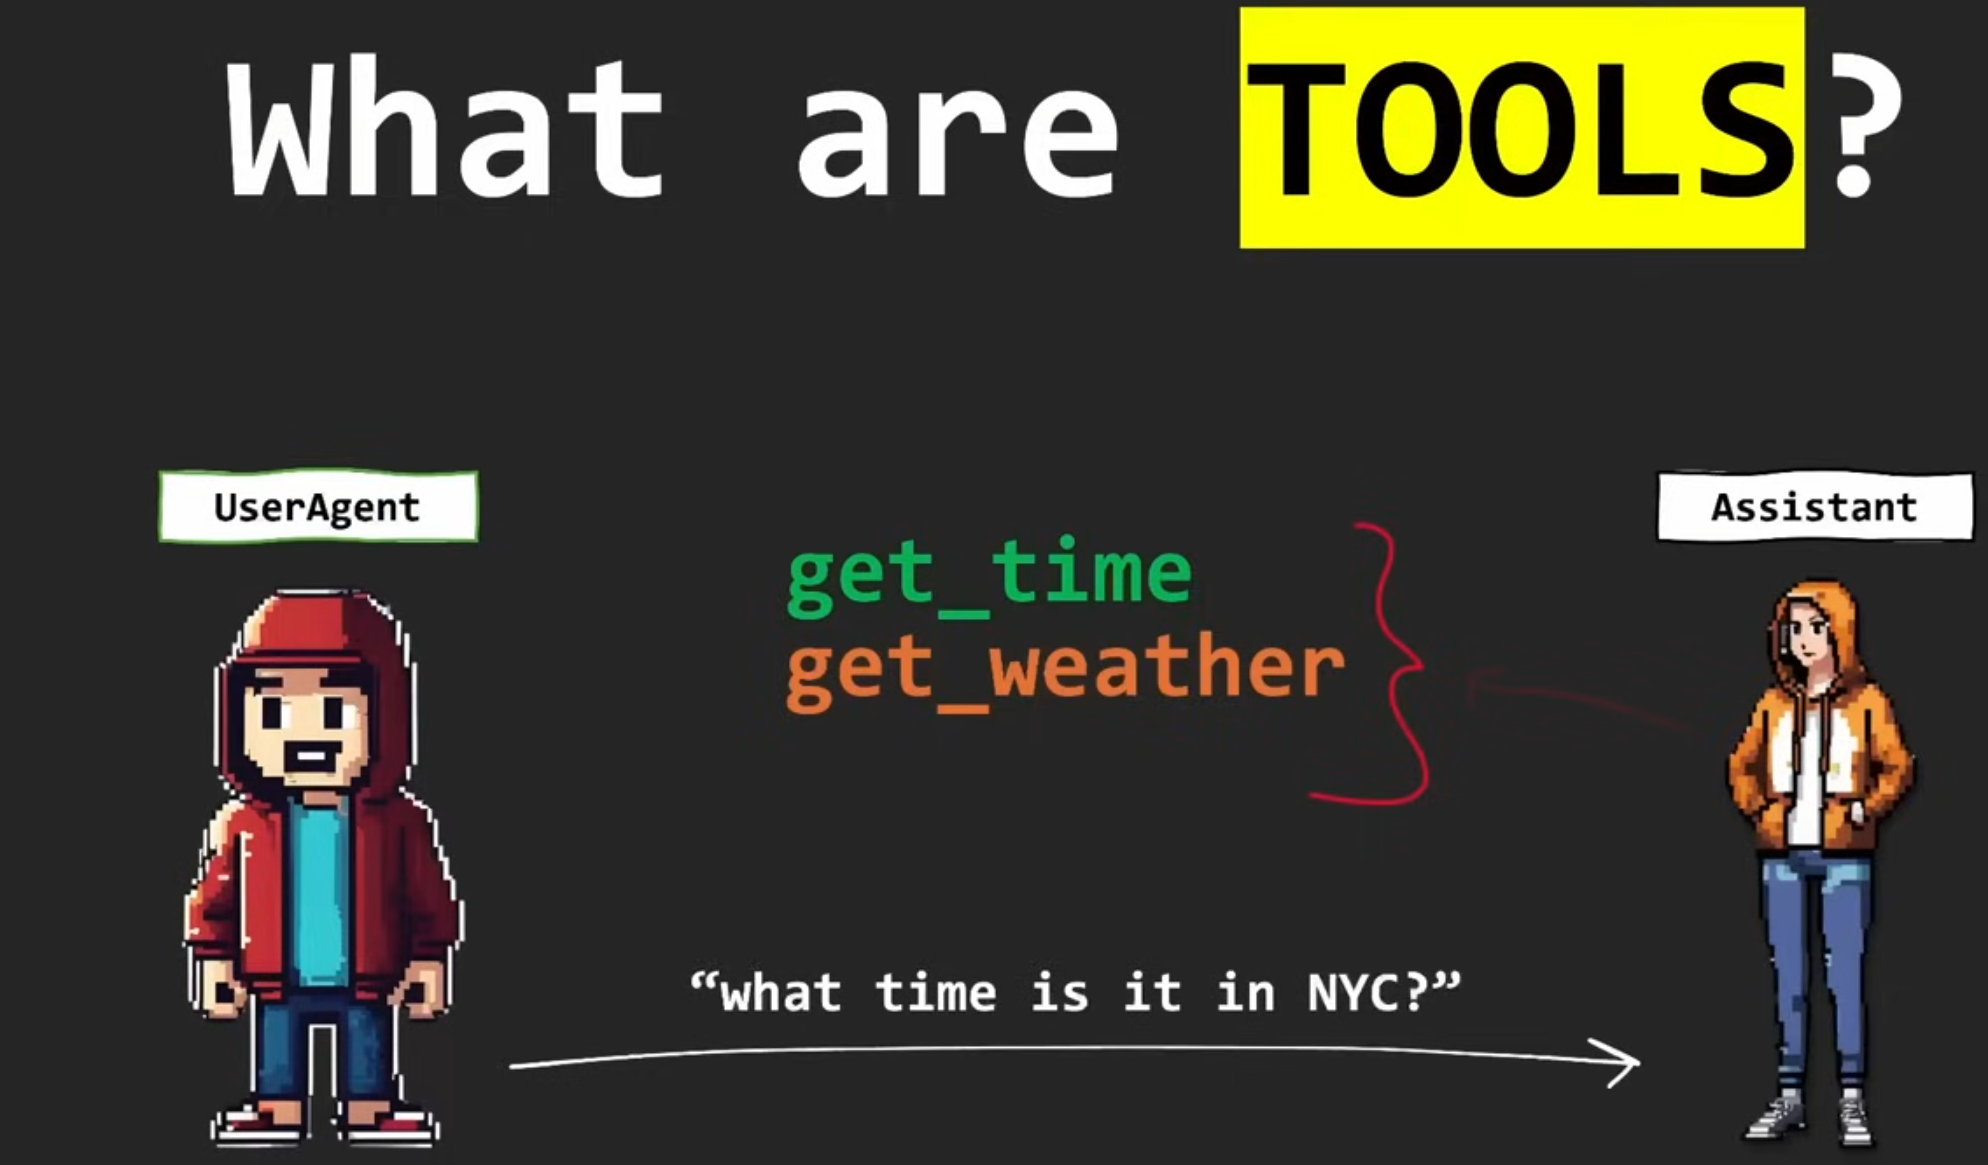 What are TOOLS?
UserAgent
Assistant
get_time
get_weather
“what time is it in NYC?”